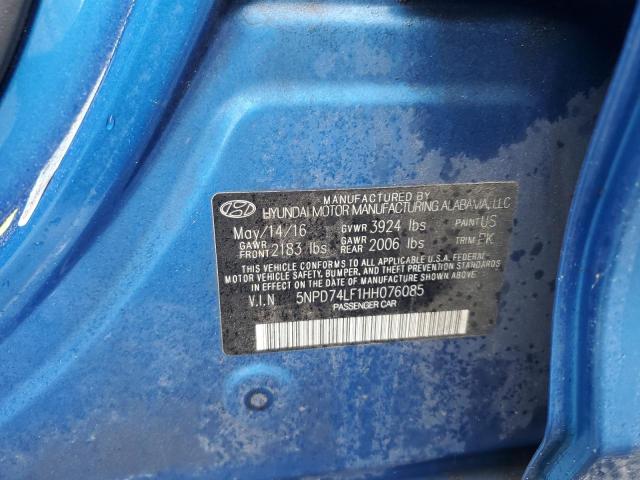 MANUFACTURED BY
HYUNDAI MOTOR MANUFACTURING ALABAMA, LLC
May/14/16 GVWR 3924 lbs PAINT US
GAWR FRONT 2183 lbs GAWR REAR 2006 lbs TRIM PK
THIS VEHICLE CONFORMS TO ALL APPLICABLE U.S.A. FEDERAL
MOTOR VEHICLE SAFETY, BUMPER, AND THEFT PREVENTION STANDARDS
IN EFFECT ON THE DATE OF MANUFACTURE SHOWN ABOVE.
V.I.N 5NPD74LF1HH076085
PASSENGER CAR